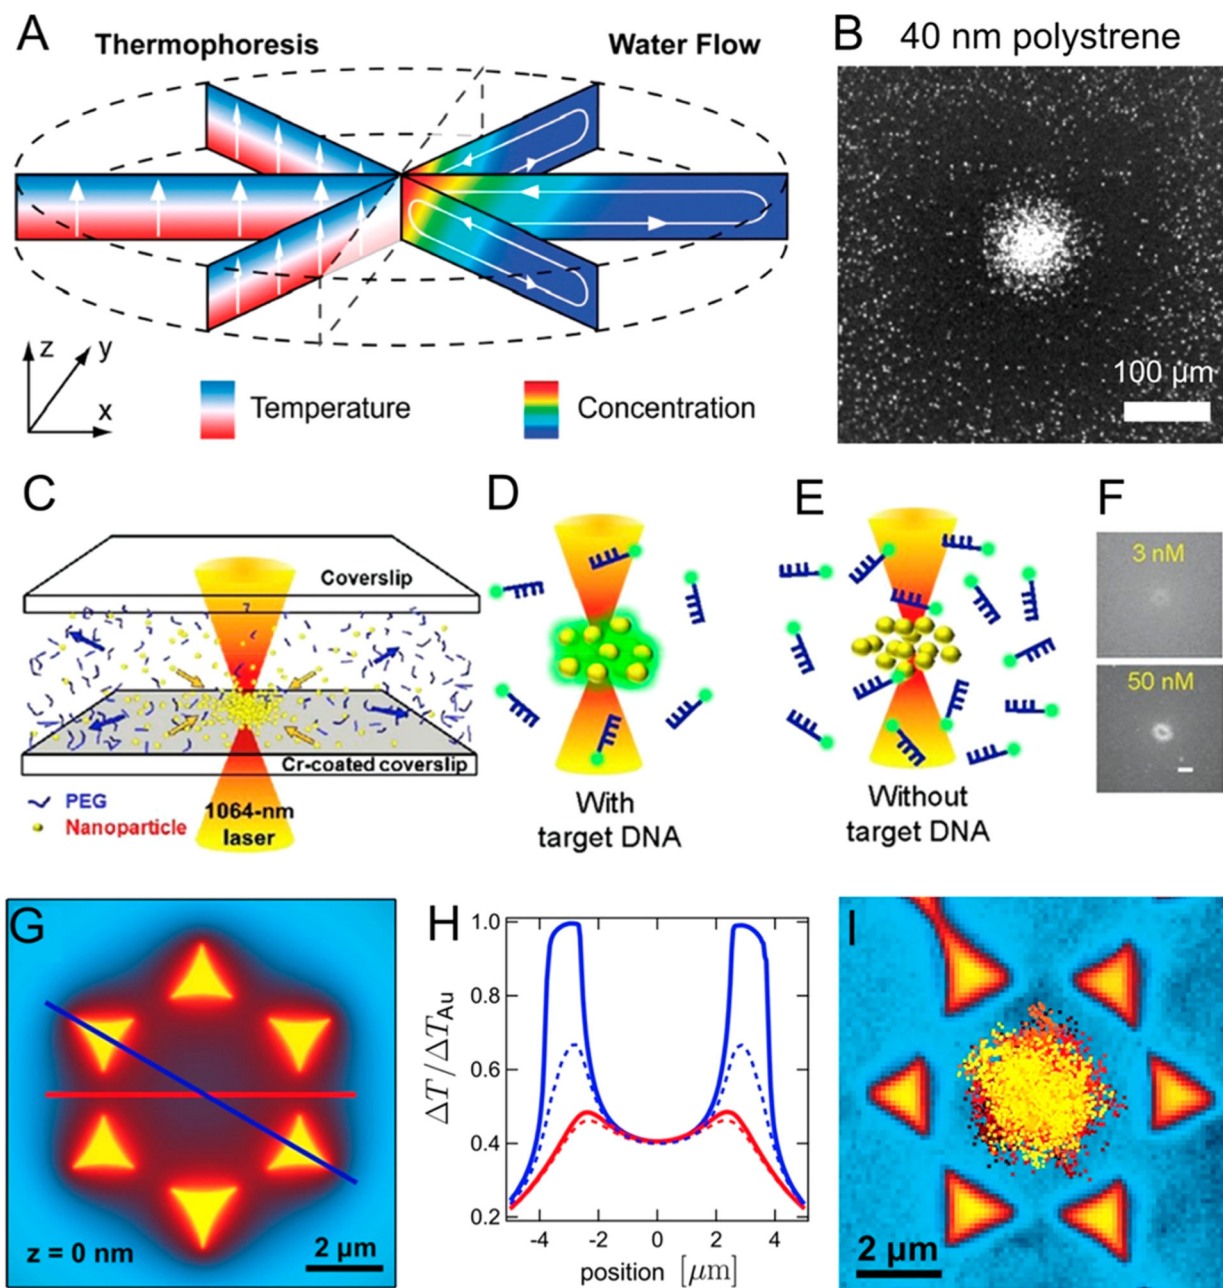 A
Thermophoresis
Water Flow
z
y
x
Temperature
Concentration
B
40 nm polystrene
100 µm
C
Coverslip
Cr-coated coverslip
PEG
Nanoparticle
1064-nm
laser
D
With
target DNA
E
Without
target DNA
F
3 nM
50 nM
G
z = 0 nm
2 µm
H
1.0
0.8
0.6
0.4
0.2
ΔT/ΔT_Au
-4
-2
0
2
4
position [µm]
I
2 µm